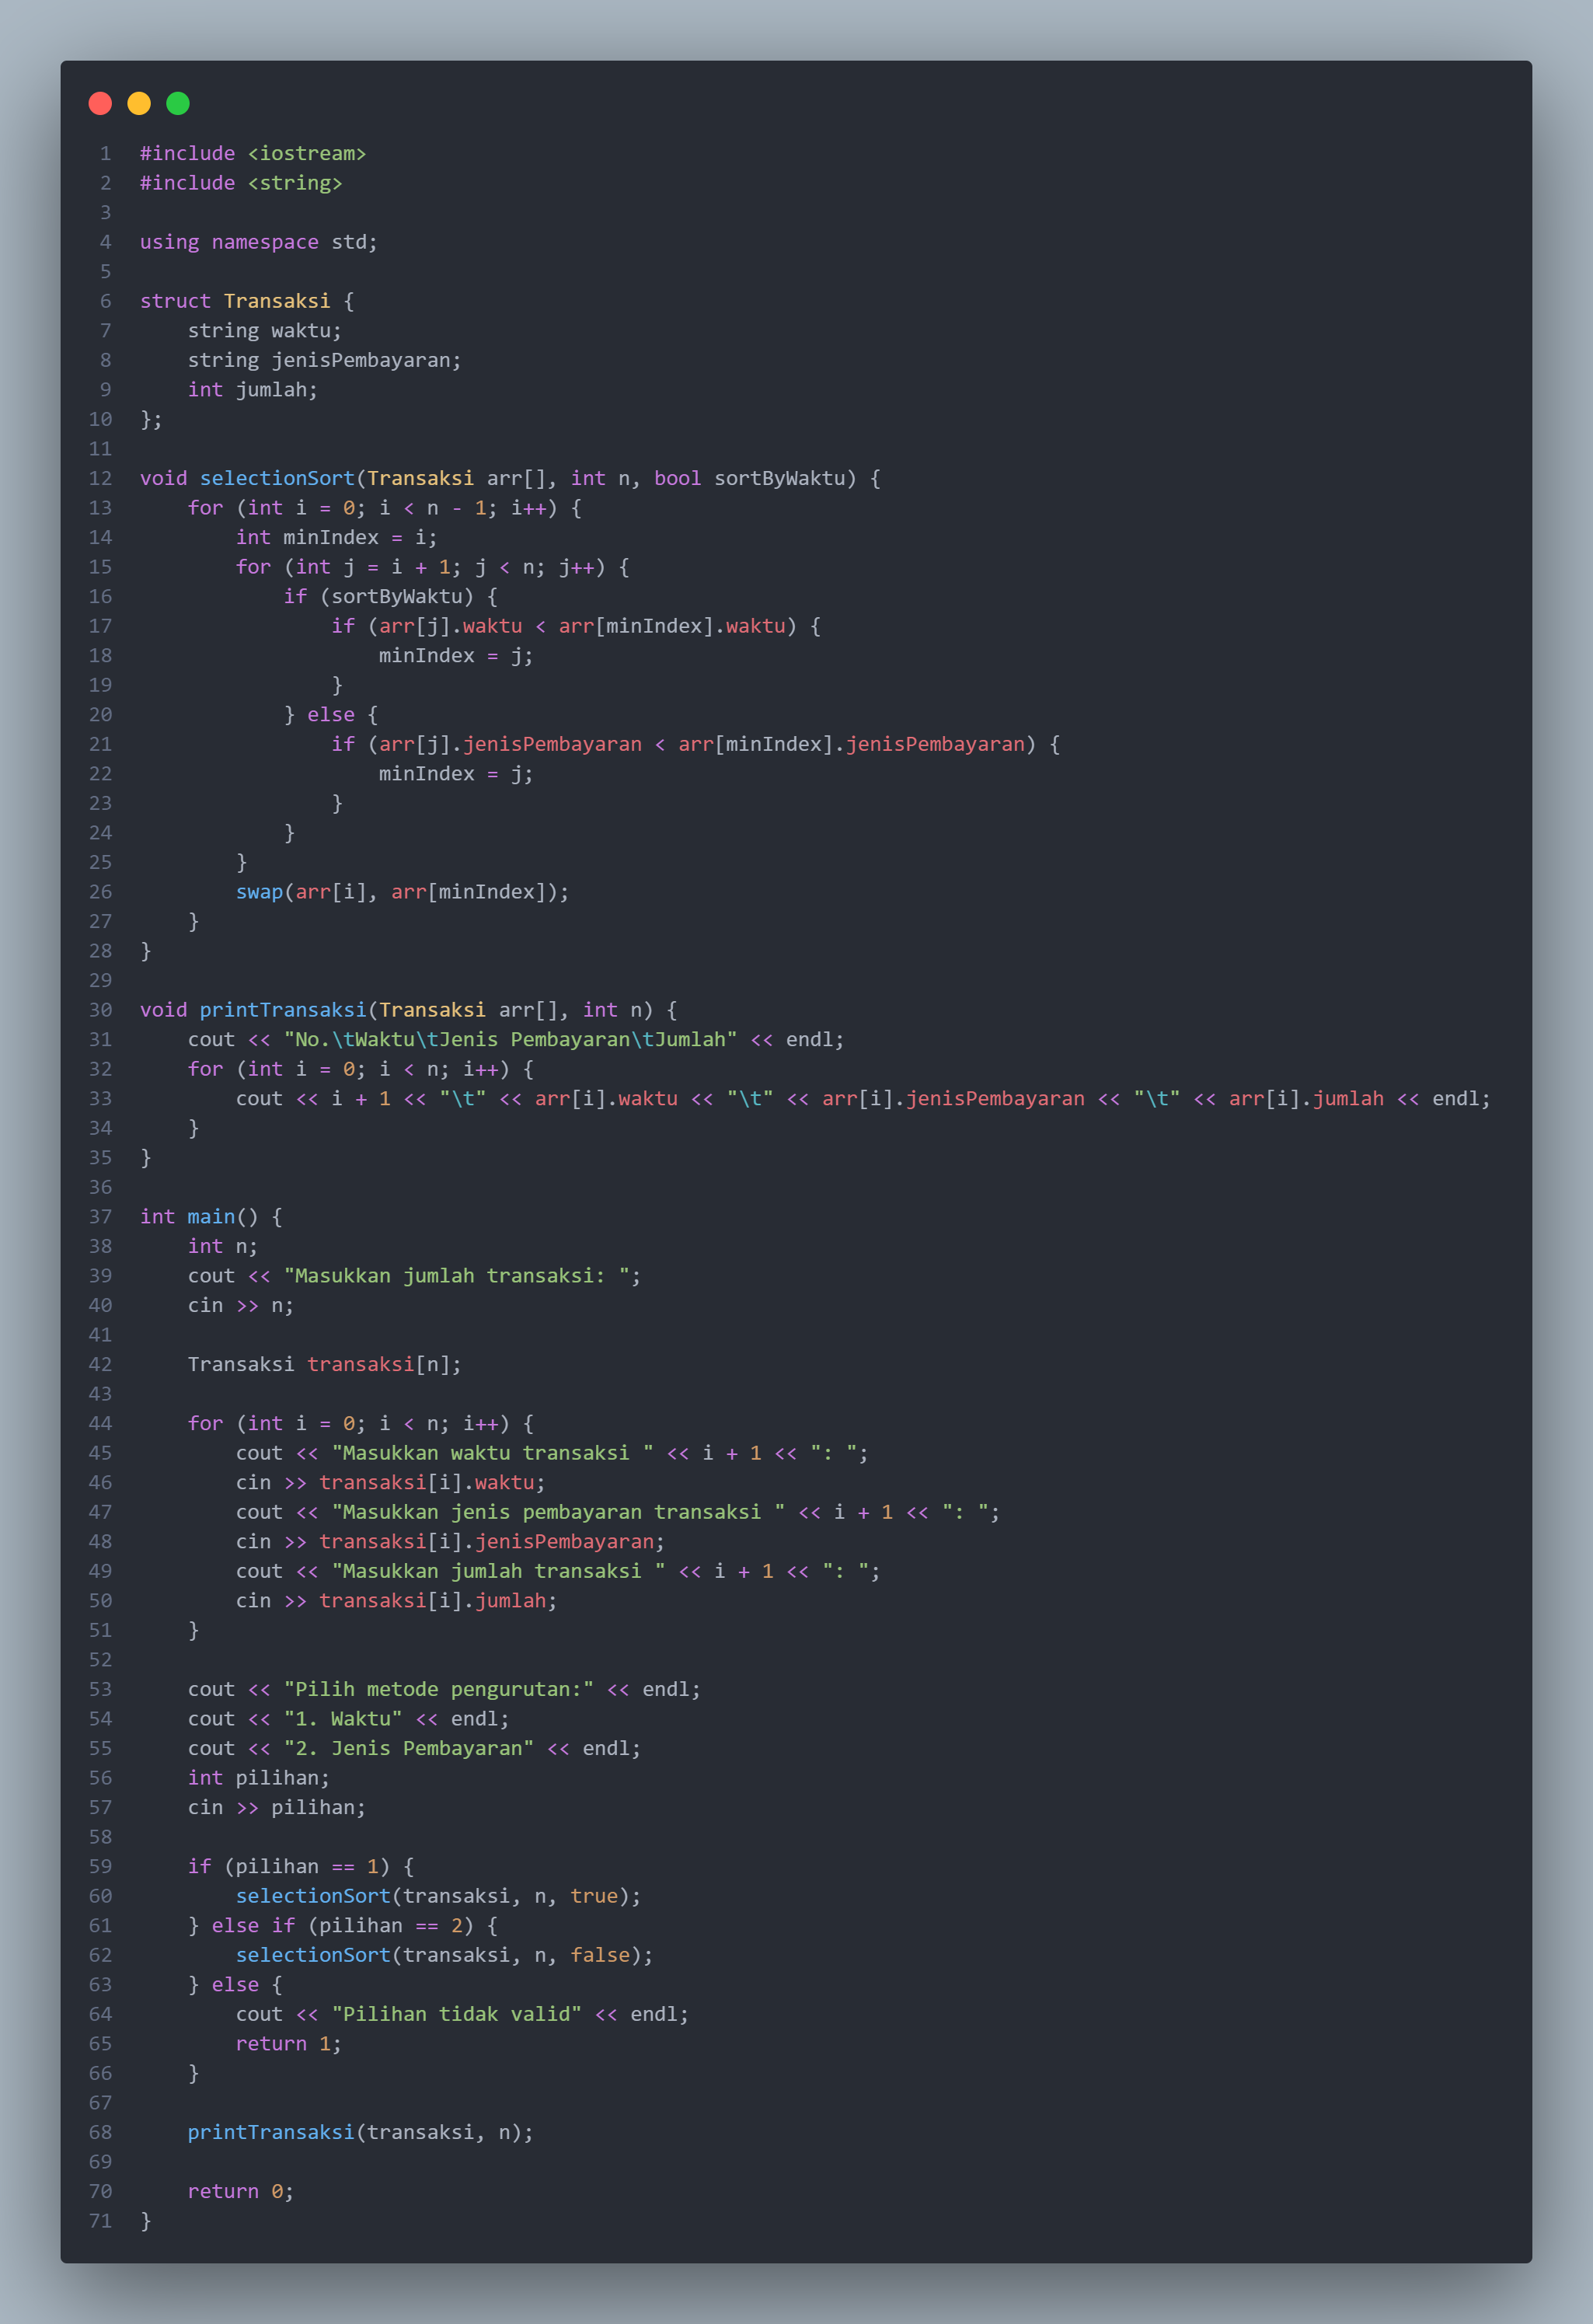 1 #include <iostream>
2 #include <string>
3
4 using namespace std;
5
6 struct Transaksi {
7     string waktu;
8     string jenisPembayaran;
9     int jumlah;
10 };
11
12 void selectionSort(Transaksi arr[], int n, bool sortByWaktu) {
13     for (int i = 0; i < n - 1; i++) {
14         int minIndex = i;
15         for (int j = i + 1; j < n; j++) {
16             if (sortByWaktu) {
17                 if (arr[j].waktu < arr[minIndex].waktu) {
18                     minIndex = j;
19                 }
20             } else {
21                 if (arr[j].jenisPembayaran < arr[minIndex].jenisPembayaran) {
22                     minIndex = j;
23                 }
24             }
25         }
26         swap(arr[i], arr[minIndex]);
27     }
28 }
29
30 void printTransaksi(Transaksi arr[], int n) {
31     cout << "No.\tWaktu\tJenis Pembayaran\tJumlah" << endl;
32     for (int i = 0; i < n; i++) {
33         cout << i + 1 << "\t" << arr[i].waktu << "\t" << arr[i].jenisPembayaran << "\t" << arr[i].jumlah << endl;
34     }
35 }
36
37 int main() {
38     int n;
39     cout << "Masukkan jumlah transaksi: ";
40     cin >> n;
41
42     Transaksi transaksi[n];
43
44     for (int i = 0; i < n; i++) {
45         cout << "Masukkan waktu transaksi " << i + 1 << ": ";
46         cin >> transaksi[i].waktu;
47         cout << "Masukkan jenis pembayaran transaksi " << i + 1 << ": ";
48         cin >> transaksi[i].jenisPembayaran;
49         cout << "Masukkan jumlah transaksi " << i + 1 << ": ";
50         cin >> transaksi[i].jumlah;
51     }
52
53     cout << "Pilih metode pengurutan:" << endl;
54     cout << "1. Waktu" << endl;
55     cout << "2. Jenis Pembayaran" << endl;
56     int pilihan;
57     cin >> pilihan;
58
59     if (pilihan == 1) {
60         selectionSort(transaksi, n, true);
61     } else if (pilihan == 2) {
62         selectionSort(transaksi, n, false);
63     } else {
64         cout << "Pilihan tidak valid" << endl;
65         return 1;
66     }
67
68     printTransaksi(transaksi, n);
69
70     return 0;
71 }